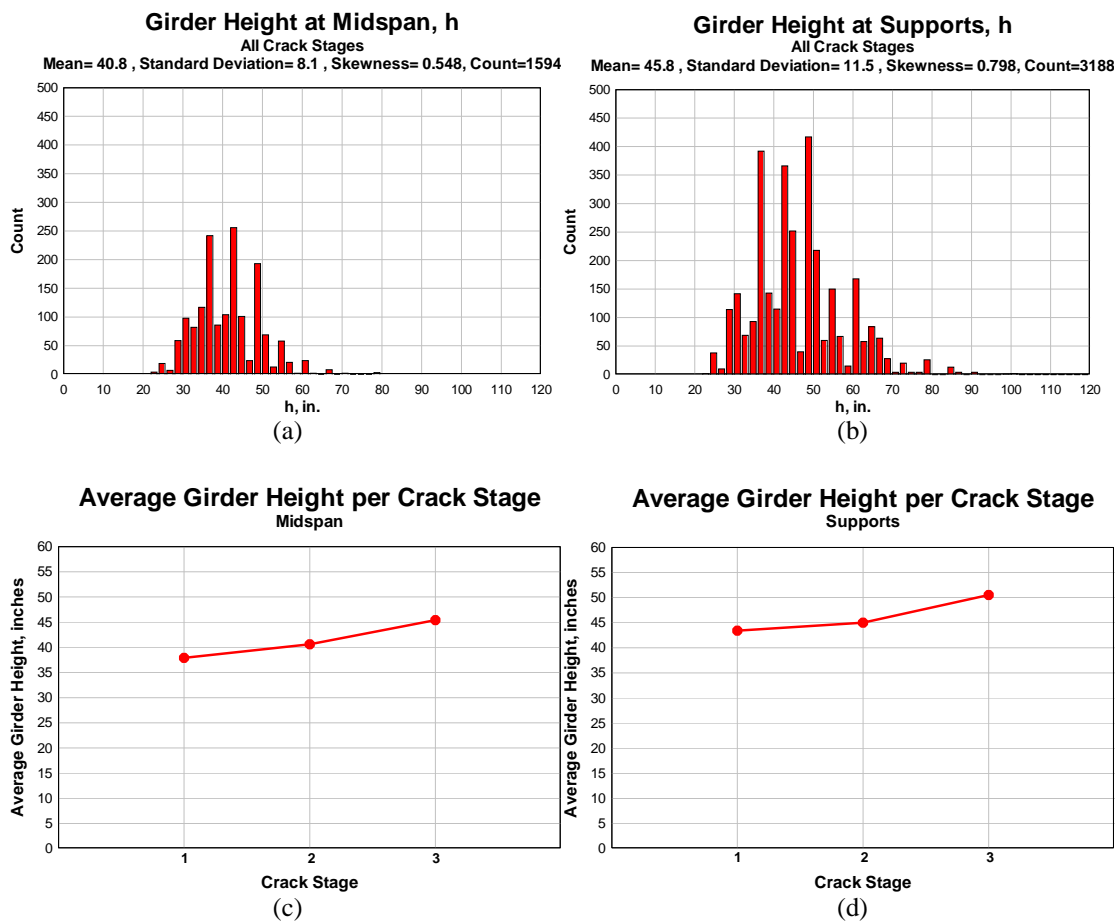 Girder Height at Midspan, h
All Crack Stages
Mean= 40.8 , Standard Deviation= 8.1 , Skewness= 0.548, Count=1594
500
450
400
350
300
250
200
150
100
50
0
Count
0 10 20 30 40 50 60 70 80 90 100 110 120
h, in.
(a)
Girder Height at Supports, h
All Crack Stages
Mean= 45.8 , Standard Deviation= 11.5 , Skewness= 0.798, Count=3188
500
450
400
350
300
250
200
150
100
50
0
Count
0 10 20 30 40 50 60 70 80 90 100 110 120
h, in.
(b)
Average Girder Height per Crack Stage
Midspan
60
55
50
45
40
35
30
25
20
15
10
5
0
Average Girder Height, inches
1 2 3
Crack Stage
(c)
Average Girder Height per Crack Stage
Supports
60
55
50
45
40
35
30
25
20
15
10
5
0
Average Girder Height, inches
1 2 3
Crack Stage
(d)